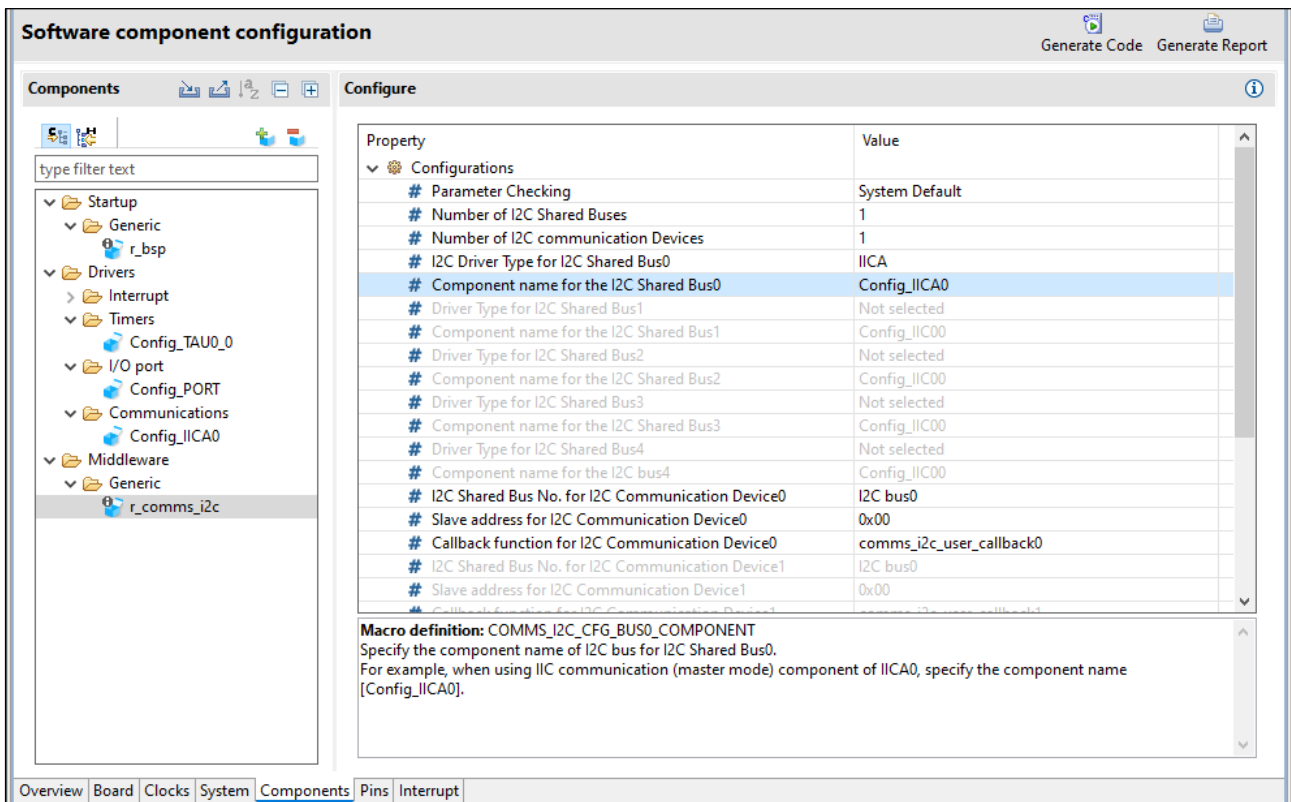 Software component configuration
Generate Code Generate Report
Components
type filter text
Startup
Generic
r_bsp
Drivers
Interrupt
Timers
Config_TAU0_0
I/O port
Config_PORT
Communications
Config_IICA0
Middleware
Generic
r_comms_i2c
Configure
Property Value
Configurations
# Parameter Checking System Default
# Number of I2C Shared Buses 1
# Number of I2C communication Devices 1
# I2C Driver Type for I2C Shared Bus0 IICA
# Component name for the I2C Shared Bus0 Config_IICA0
# Driver Type for I2C Shared Bus1 Not selected
# Component name for the I2C Shared Bus1 Config_IIC00
# Driver Type for I2C Shared Bus2 Not selected
# Component name for the I2C Shared Bus2 Config_IIC00
# Driver Type for I2C Shared Bus3 Not selected
# Component name for the I2C Shared Bus3 Config_IIC00
# Driver Type for I2C Shared Bus4 Not selected
# Component name for the I2C bus4 Config_IIC00
# I2C Shared Bus No. for I2C Communication Device0 I2C bus0
# Slave address for I2C Communication Device0 0x00
# Callback function for I2C Communication Device0 comms_i2c_user_callback0
# I2C Shared Bus No. for I2C Communication Device1 I2C bus0
# Slave address for I2C Communication Device1 0x00
# Callback function for I2C Communication Device1 comms_i2c_user_callback1
Macro definition: COMMS_I2C_CFG_BUS0_COMPONENT
Specify the component name of I2C bus for I2C Shared Bus0.
For example, when using IIC communication (master mode) component of IICA0, specify the component name
[Config_IICA0].
Overview Board Clocks System Components Pins Interrupt